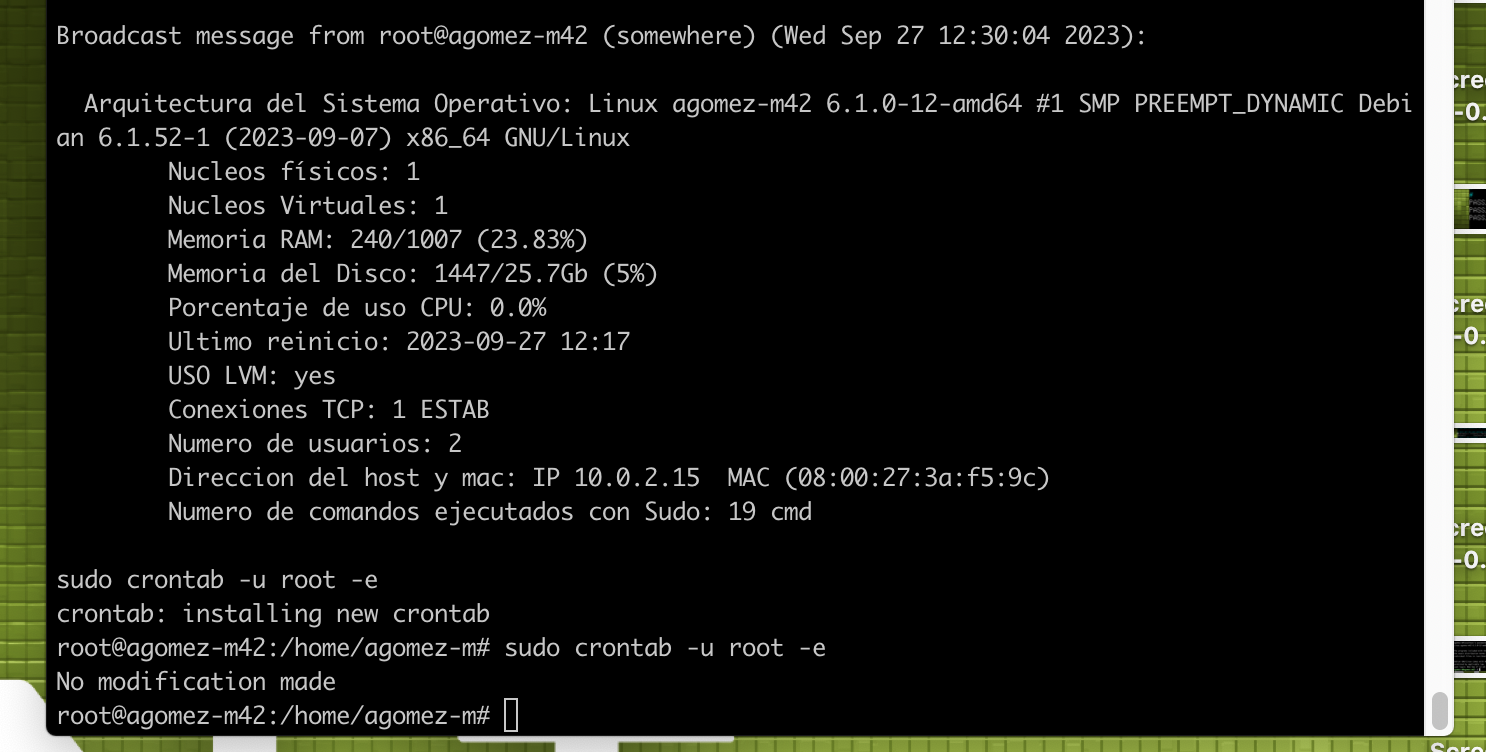 Broadcast message from root@agomez-m42 (somewhere) (Wed Sep 27 12:30:04 2023):
Arquitectura del Sistema Operativo: Linux agomez-m42 6.1.0-12-amd64 #1 SMP PREEMPT_DYNAMIC Debi
an 6.1.52-1 (2023-09-07) x86_64 GNU/Linux
Nucleos físicos: 1
Nucleos Virtuales: 1
Memoria RAM: 240/1007 (23.83%)
Memoria del Disco: 1447/25.7Gb (5%)
Porcentaje de uso CPU: 0.0%
Ultimo reinicio: 2023-09-27 12:17
USO LVM: yes
Conexiones TCP: 1 ESTAB
Numero de usuarios: 2
Direccion del host y mac: IP 10.0.2.15  MAC (08:00:27:3a:f5:9c)
Numero de comandos ejecutados con Sudo: 19 cmd
sudo crontab -u root -e
crontab: installing new crontab
root@agomez-m42:/home/agomez-m# sudo crontab -u root -e
No modification made
root@agomez-m42:/home/agomez-m#